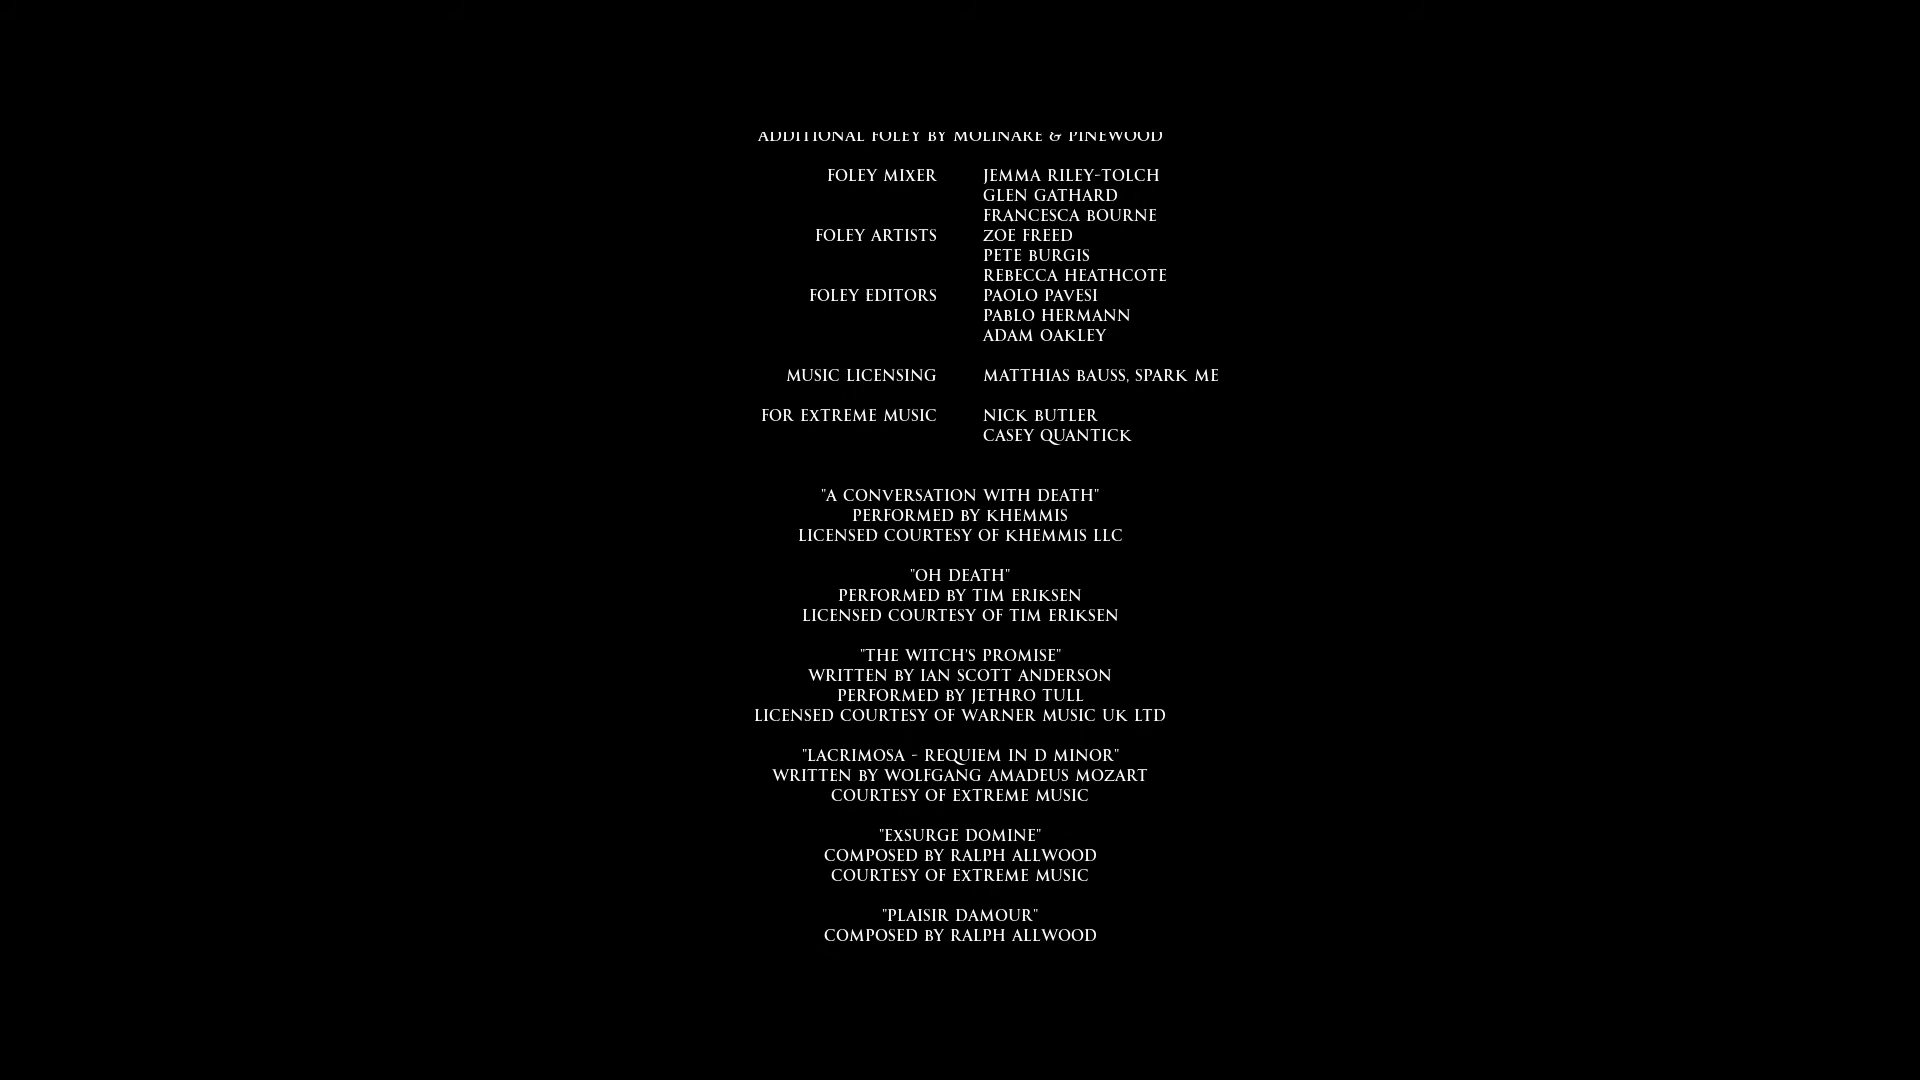 ADDITIONAL FOLEY BY MOLINARE & PINEWOOD
FOLEY MIXER JEMMA RILEY-TOLCH
GLEN GATHARD
FRANCESCA BOURNE
FOLEY ARTISTS ZOE FREED
PETE BURGIS
REBECCA HEATHCOTE
FOLEY EDITORS PAOLO PAVESI
PABLO HERMANN
ADAM OAKLEY
MUSIC LICENSING MATTHIAS BAUSS, SPARK ME
FOR EXTREME MUSIC NICK BUTLER
CASEY QUANTICK
"A CONVERSATION WITH DEATH"
PERFORMED BY KHEMMIS
LICENSED COURTESY OF KHEMMIS LLC
"OH DEATH"
PERFORMED BY TIM ERIKSEN
LICENSED COURTESY OF TIM ERIKSEN
"THE WITCH'S PROMISE"
WRITTEN BY IAN SCOTT ANDERSON
PERFORMED BY JETHRO TULL
LICENSED COURTESY OF WARNER MUSIC UK LTD
"LACRIMOSA - REQUIEM IN D MINOR"
WRITTEN BY WOLFGANG AMADEUS MOZART
COURTESY OF EXTREME MUSIC
"EXSURGE DOMINE"
COMPOSED BY RALPH ALLWOOD
COURTESY OF EXTREME MUSIC
"PLAISIR DAMOUR"
COMPOSED BY RALPH ALLWOOD